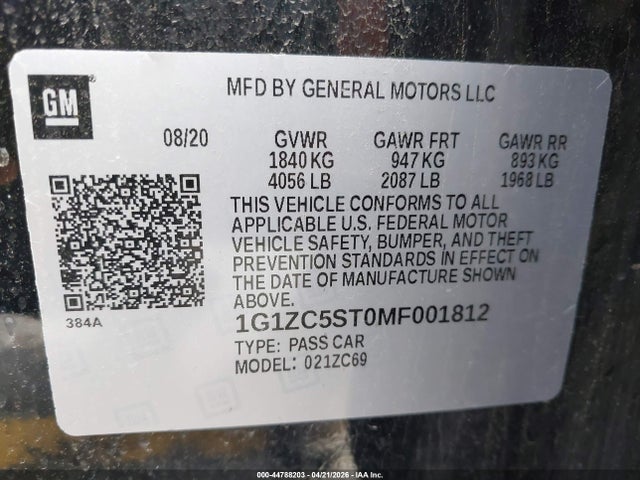 GM
MFD BY GENERAL MOTORS LLC
08/20 GVWR GAWR FRT GAWR RR
1840 KG 947 KG 893 KG
4056 LB 2087 LB 1968 LB
THIS VEHICLE CONFORMS TO ALL
APPLICABLE U.S. FEDERAL MOTOR
VEHICLE SAFETY, BUMPER, AND THEFT
PREVENTION STANDARDS IN EFFECT ON
THE DATE OF MANUFACTURE SHOWN
ABOVE.
384A
1G1ZC5ST0MF001812
TYPE: PASS CAR
MODEL: 021ZC69
000-44788203 - 04/21/2026 - IAA Inc.